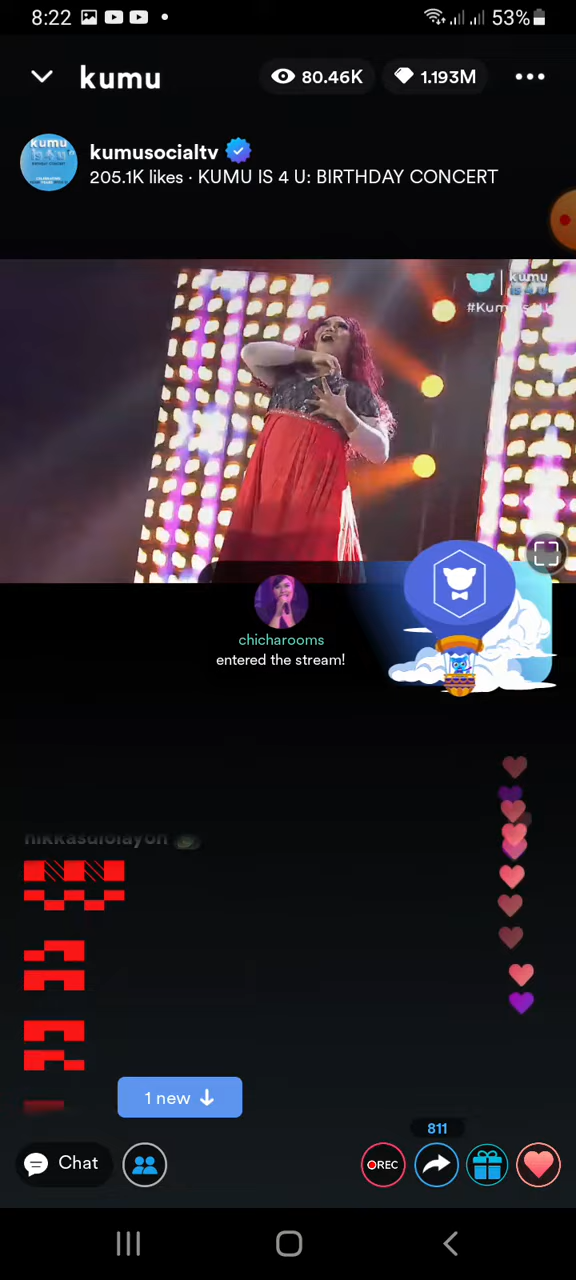 8:22
53%
kumu
80.46K
1.193M
kumusocialtv
205.1K likes · KUMU IS 4 U: BIRTHDAY CONCERT
kumu
chicharooms
entered the stream!
1 new
811
Chat
REC